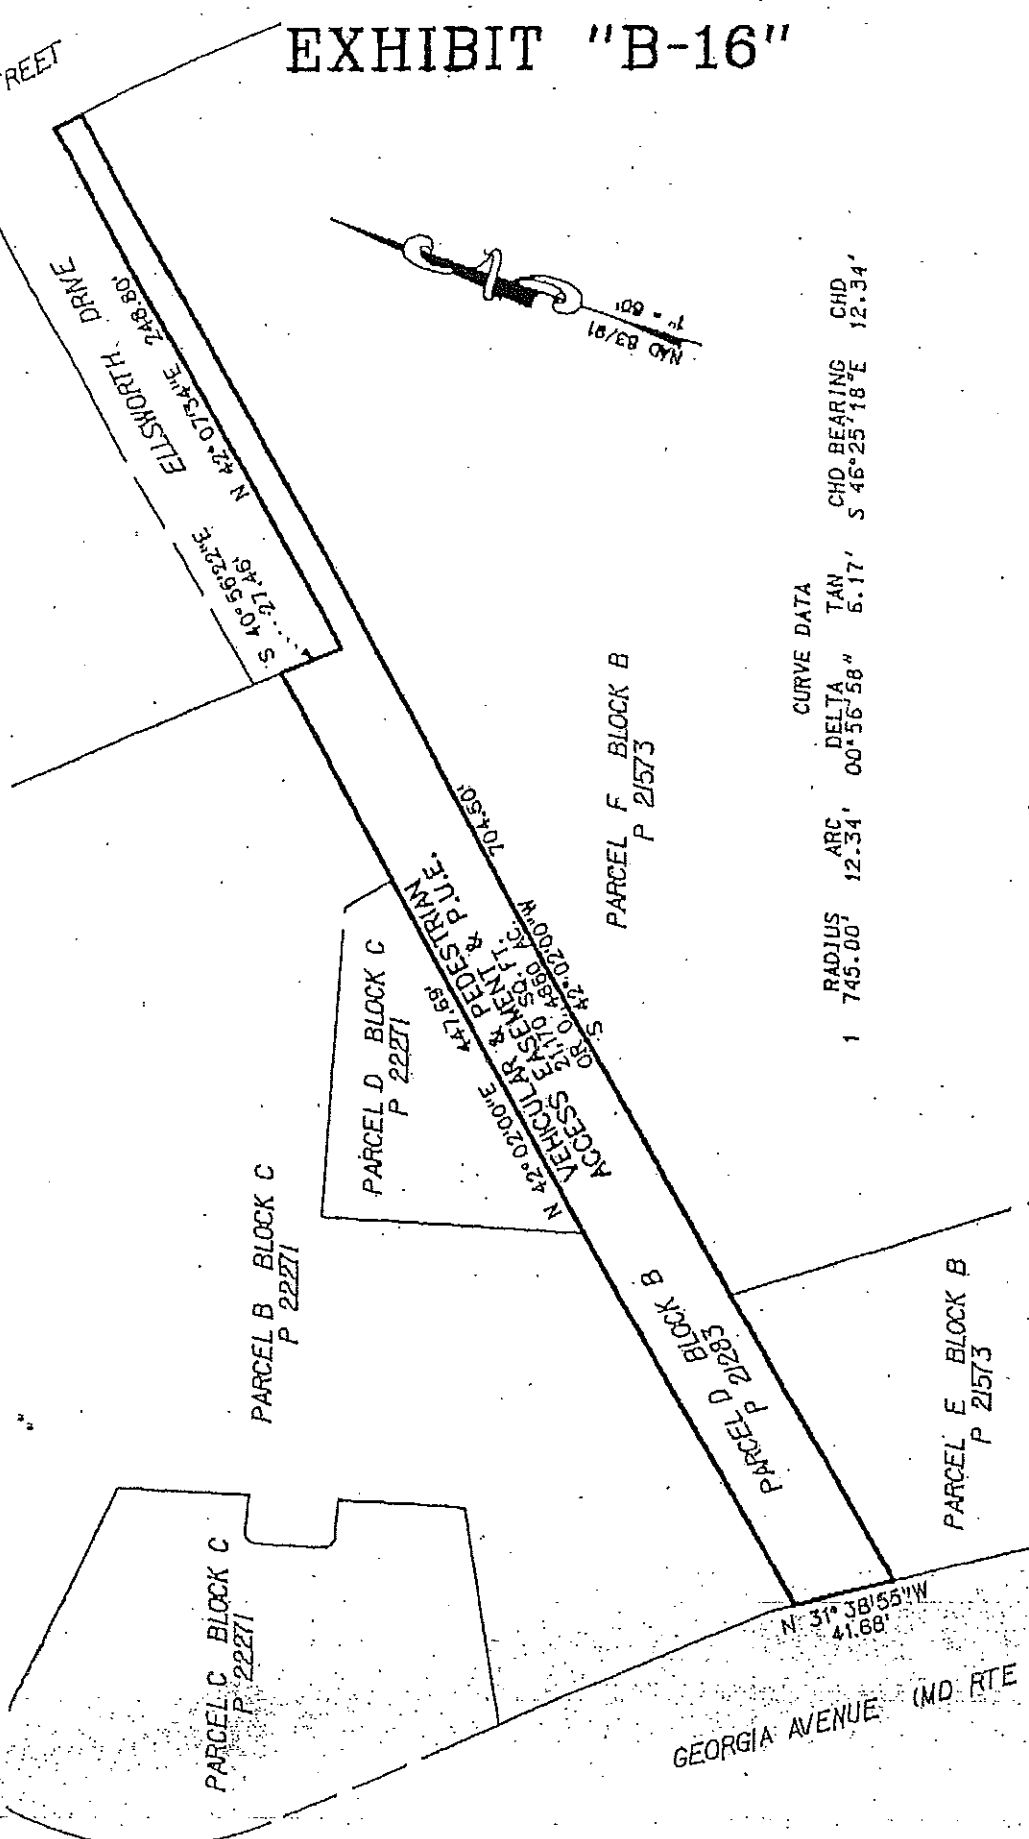 EXHIBIT "B-16"
REET
ELLSWORTH DRIVE
N 42°07'34"E 248.80'
S 40°56'22"E
27.46'
NAD 83/91
1" = 60'
CURVE DATA
RADIUS ARC DELTA TAN CHD BEARING CHD
1 745.00' 12.34' 00°56'58" 6.17' S 46°25'18"E 12.34'
PARCEL F BLOCK B
P 21573
704.50'
S 42°02'00"W
VEHICULAR & PEDESTRIAN
ACCESS EASEMENT & P.U.E.
21,170 SQ. FT.
OR 0.4860 AC.
N 42°02'00"E 447.69'
PARCEL D BLOCK C
P 22271
PARCEL B BLOCK C
P 22271
PARCEL D BLOCK B
P 21283
PARCEL E BLOCK B
P 21573
PARCEL C BLOCK C
P 22271
N 31°38'55"W
41.68'
GEORGIA AVENUE (MD RTE